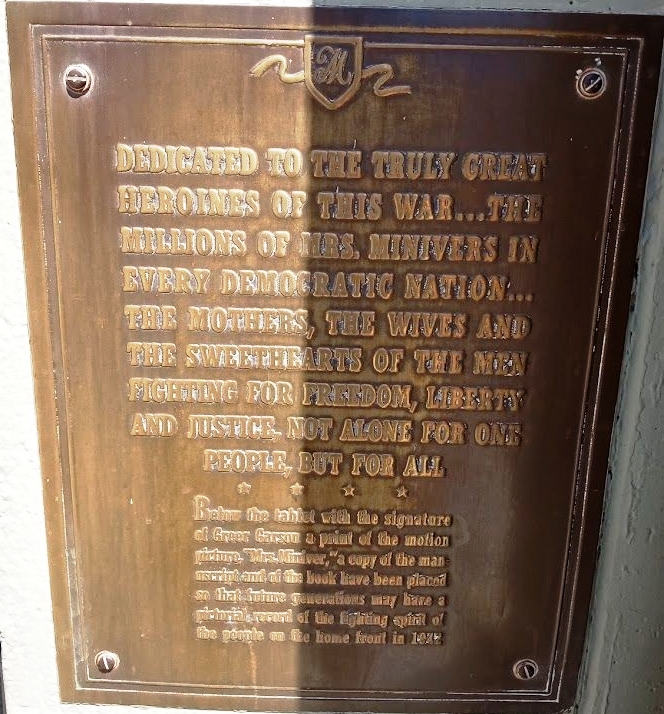 M
DEDICATED TO THE TRULY GREAT
HEROINES OF THIS WAR...THE
MILLIONS OF MRS. MINIVERS IN
EVERY DEMOCRATIC NATION...
THE MOTHERS, THE WIVES AND
THE SWEETHEARTS OF THE MEN
FIGHTING FOR FREEDOM, LIBERTY
AND JUSTICE, NOT ALONE FOR ONE
PEOPLE, BUT FOR ALL
Below the tablet with the signature
of Greer Garson a print of the motion
picture, "Mrs. Miniver," a copy of the man-
uscript and of the book have been placed
so that future generations may have a
pictorial record of the fighting spirit of
the people on the home front in 1942